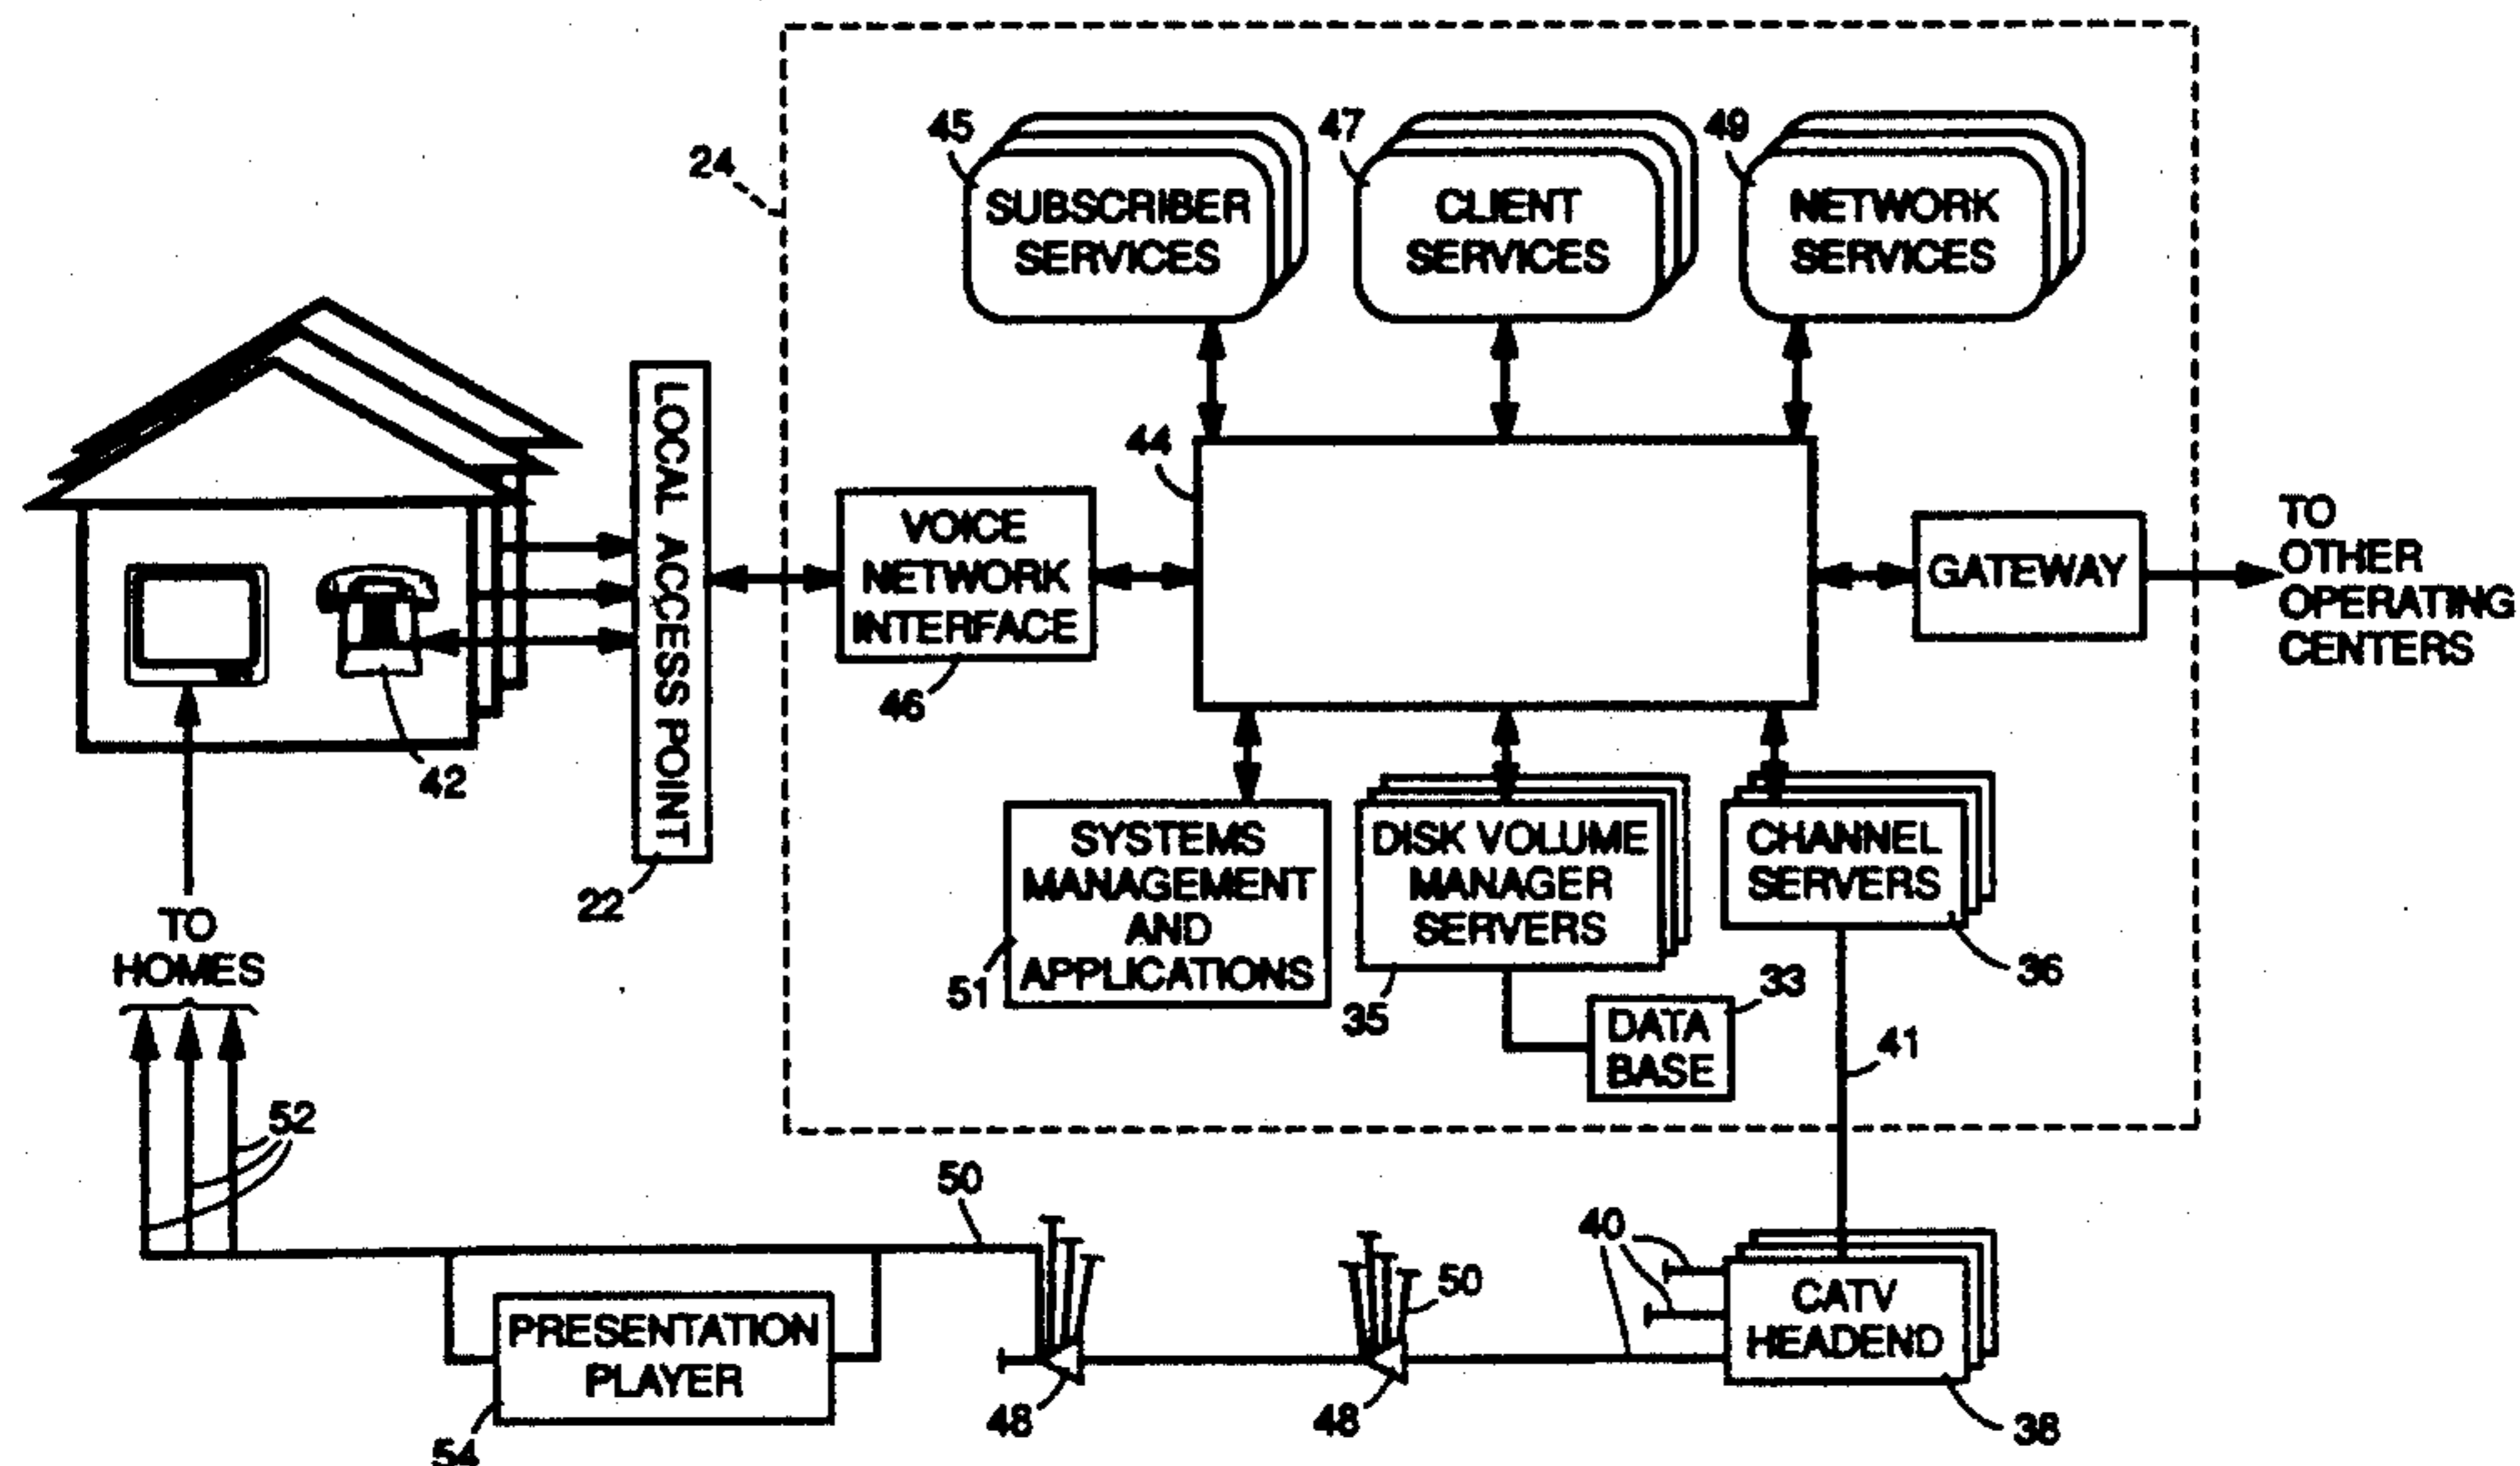 45
47
49
24
SUBSCRIBER
SERVICES
CLIENT
SERVICES
NETWORK
SERVICES
44
LOCAL ACCESS POINT
VOICE
NETWORK
INTERFACE
46
GATEWAY
TO
OTHER
OPERATING
CENTERS
42
22
SYSTEMS
MANAGEMENT
AND
APPLICATIONS
51
DISK VOLUME
MANAGER
SERVERS
35
CHANNEL
SERVERS
36
33
DATA
BASE
41
TO
HOMES
52
50
50
40
CATV
HEADEND
38
48
48
PRESENTATION
PLAYER
54